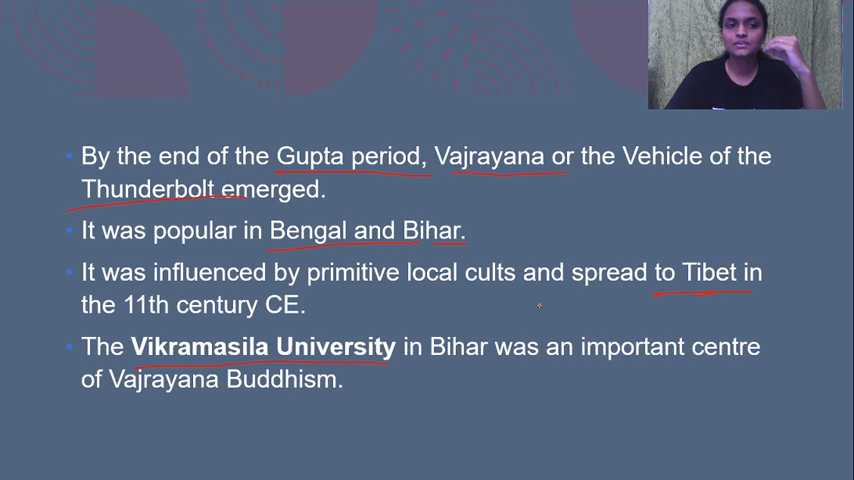 By the end of the Gupta period, Vajrayana or the Vehicle of the
Thunderbolt emerged.
It was popular in Bengal and Bihar.
It was influenced by primitive local cults and spread to Tibet in
the 11th century CE.
The Vikramasila University in Bihar was an important centre
of Vajrayana Buddhism.